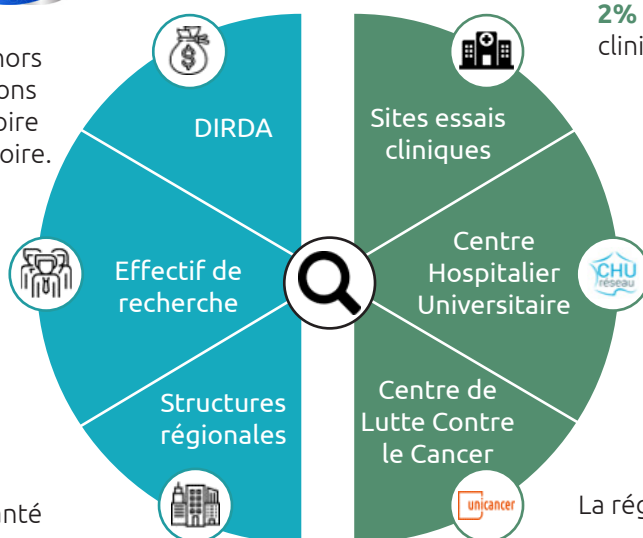 hors
ons
oire
oire.
2%
clini
DIRDA
Sites essais
cliniques
Effectif de
recherche
Centre
Hospitalier
Universitaire
CHU
réseau
Structures
régionales
Centre de
Lutte Contre
le Cancer
unicancer
anté
La rég